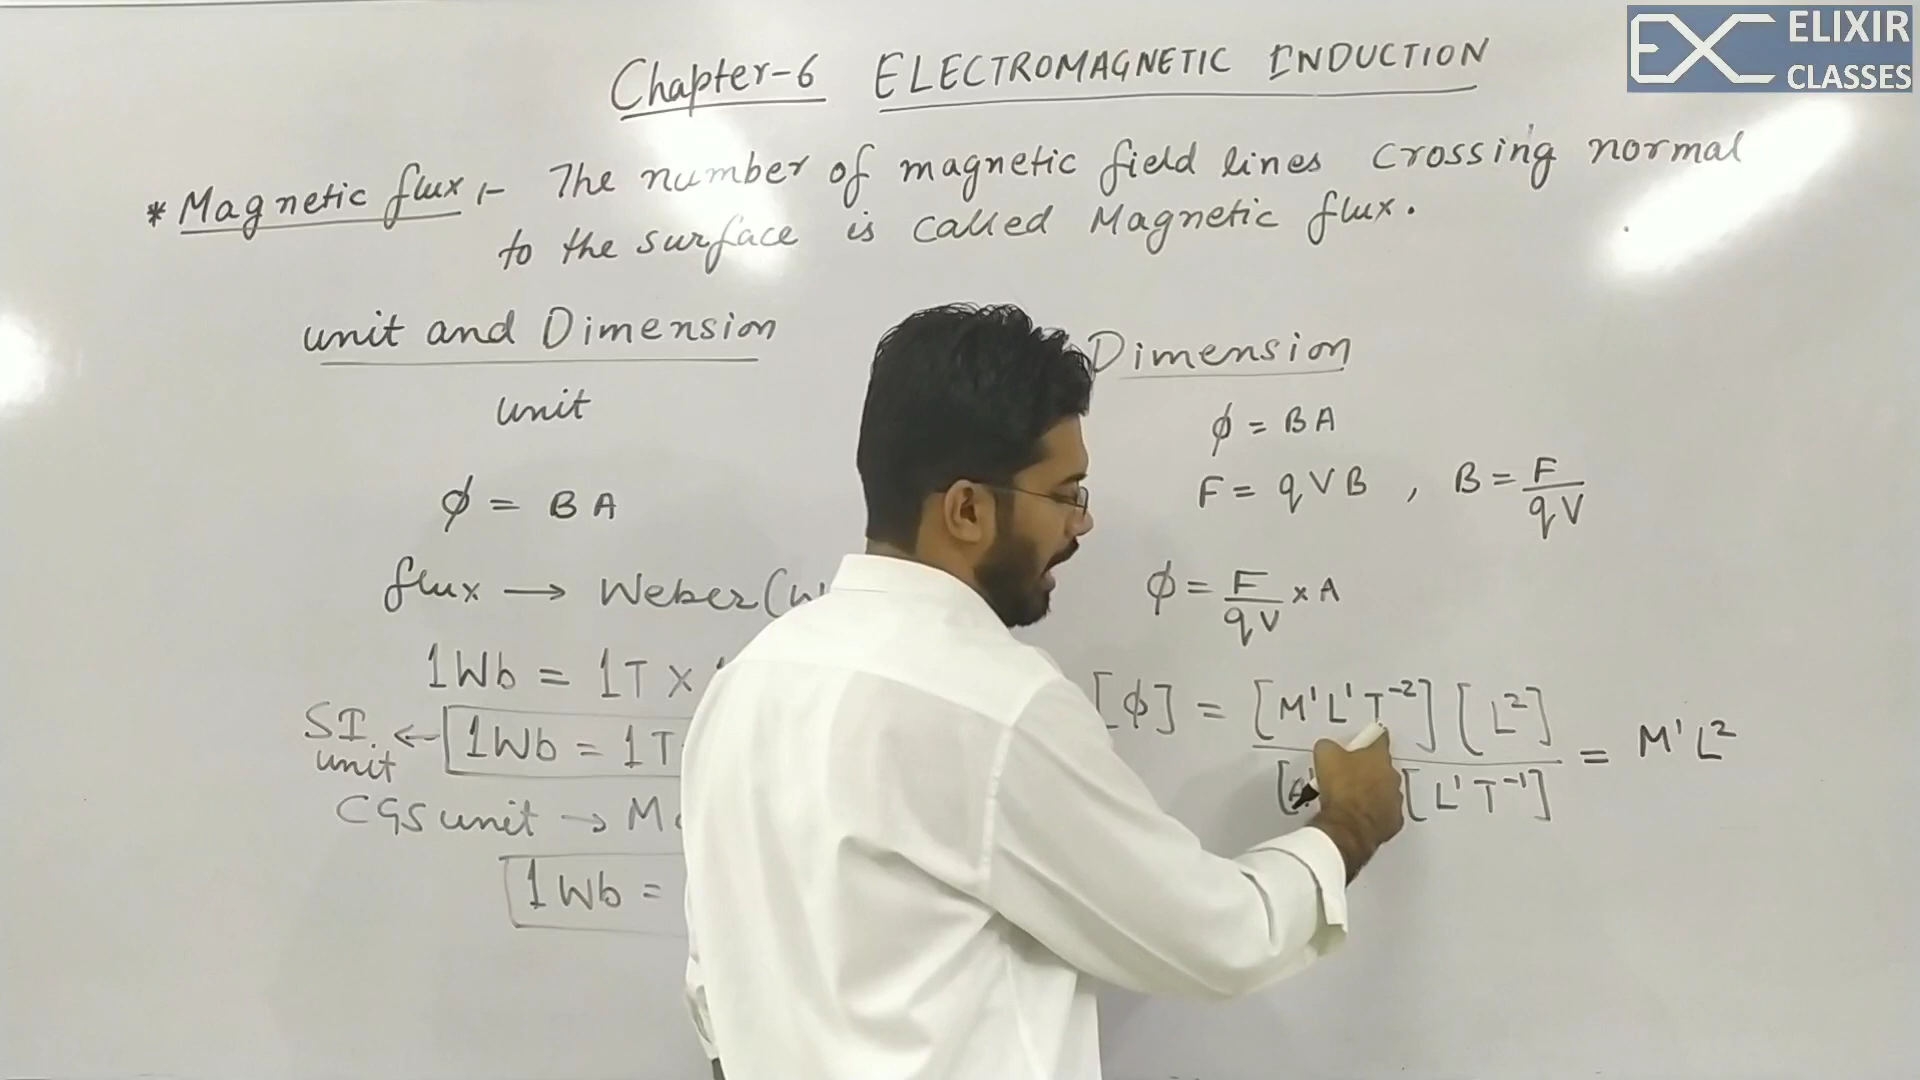 ELIXIR
EX CLASSES
Chapter-6 ELECTROMAGNETIC INDUCTION
* Magnetic flux :- The number of magnetic field lines crossing normal
to the surface is called Magnetic flux.
unit and Dimension
unit
ϕ = BA
flux → Weber (W
1Wb = 1T ×
SI unit ← 1Wb = 1T
CGS unit → M
1Wb =
Dimension
ϕ = BA
F = qVB , B = F/qV
ϕ = F/qV × A
[ϕ] = [M¹L¹T⁻²] [L²] / [A¹ [L¹T⁻¹] = M¹L²